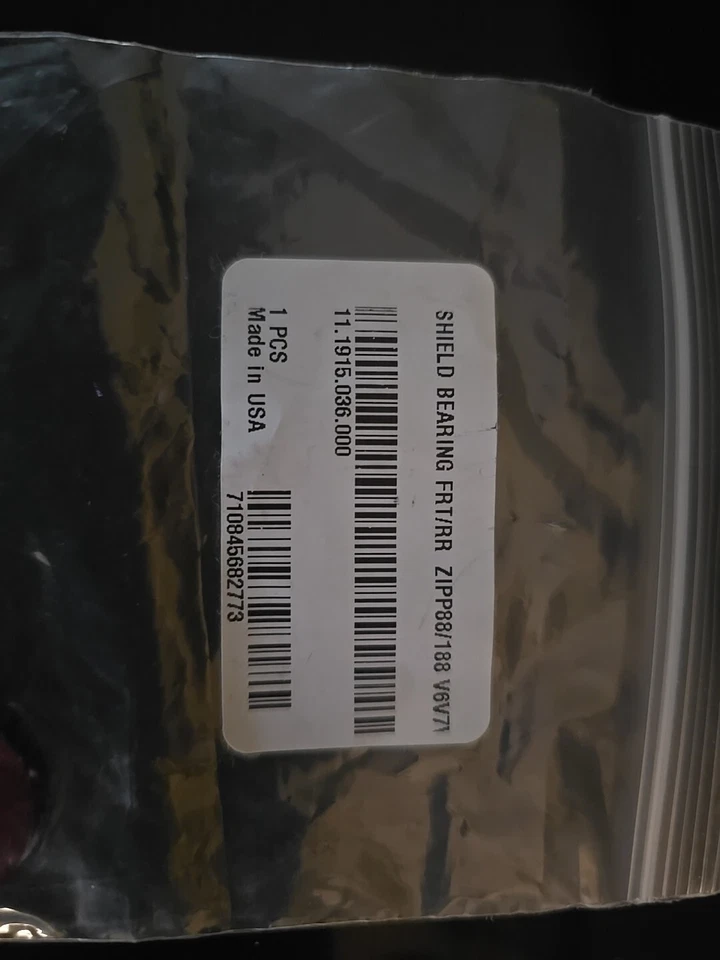 SHIELD BEARING FRT/RR ZIPP88/188 V6V7
11.1915.036.000
1 PCS
Made in USA
710845682773